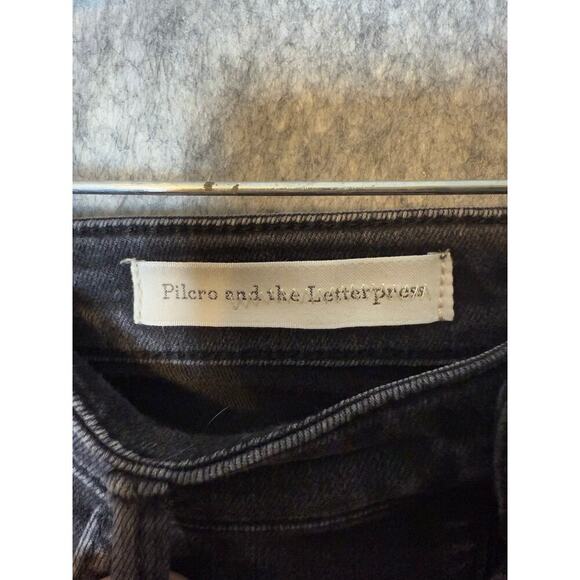 Pilcro and the Letterpress